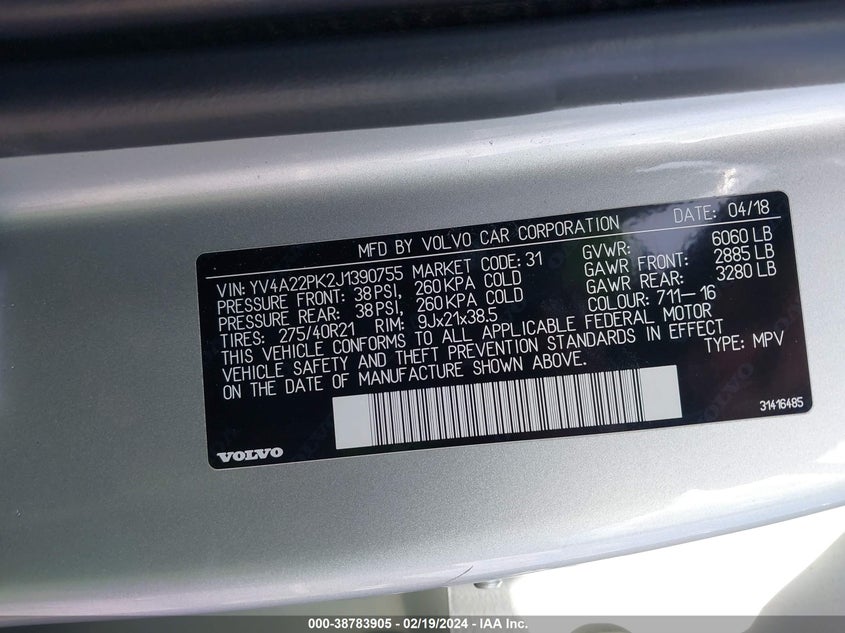 MFD BY VOLVO CAR CORPORATION DATE: 04/18
VIN: YV4A22PK2J1390755 MARKET CODE: 31 GVWR: 6060 LB
PRESSURE FRONT: 38 PSI, 260 KPA COLD GAWR FRONT: 2885 LB
PRESSURE REAR: 38 PSI, 260 KPA COLD GAWR REAR: 3280 LB
TIRES: 275/40R21 RIM: 9Jx21x38.5 COLOUR: 711-16
THIS VEHICLE CONFORMS TO ALL APPLICABLE FEDERAL MOTOR
VEHICLE SAFETY AND THEFT PREVENTION STANDARDS IN EFFECT
ON THE DATE OF MANUFACTURE SHOWN ABOVE. TYPE: MPV
31416485
VOLVO
000-38783905 - 02/19/2024 - IAA Inc.